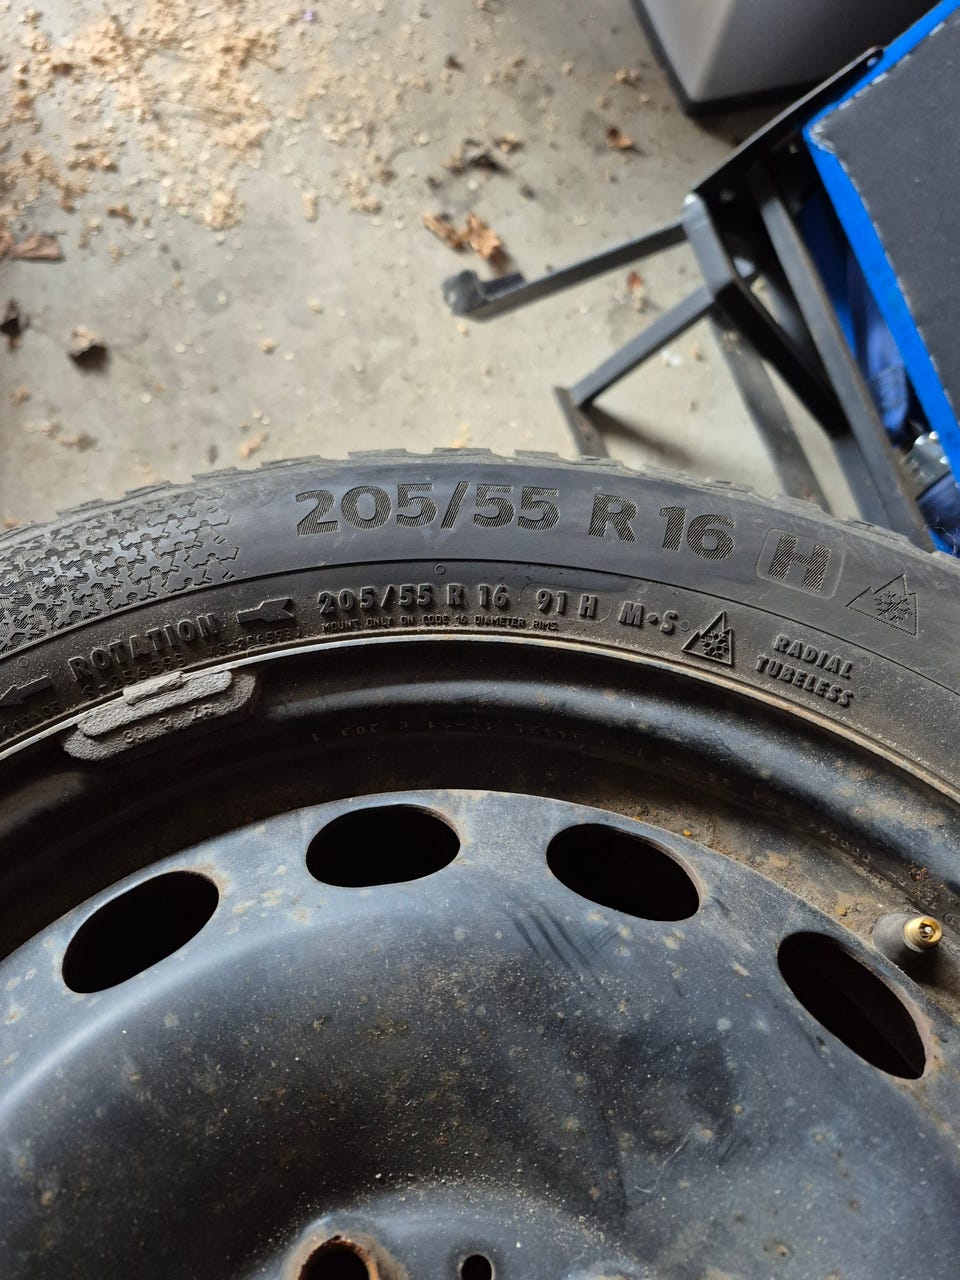 205/55 R 16 H
ROTATION
205/55 R 16 91 H M+S
MOUNT ONLY ON CODE 16 DIAMETER RIMS.
RADIAL
TUBELESS